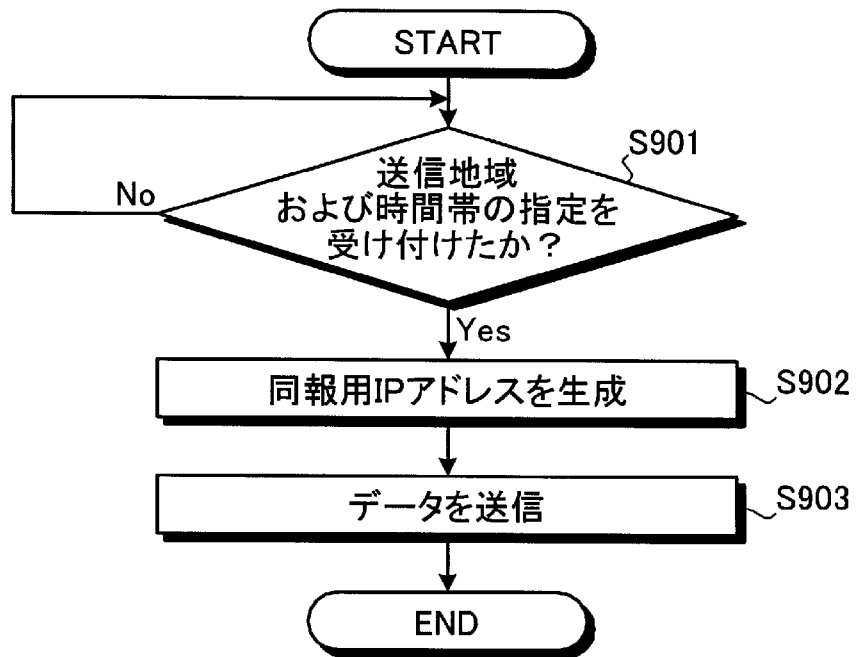 START
S901
送信地域
および時間帯の指定を
受け付けたか？
No
Yes
同報用IPアドレスを生成
S902
データを送信
S903
END